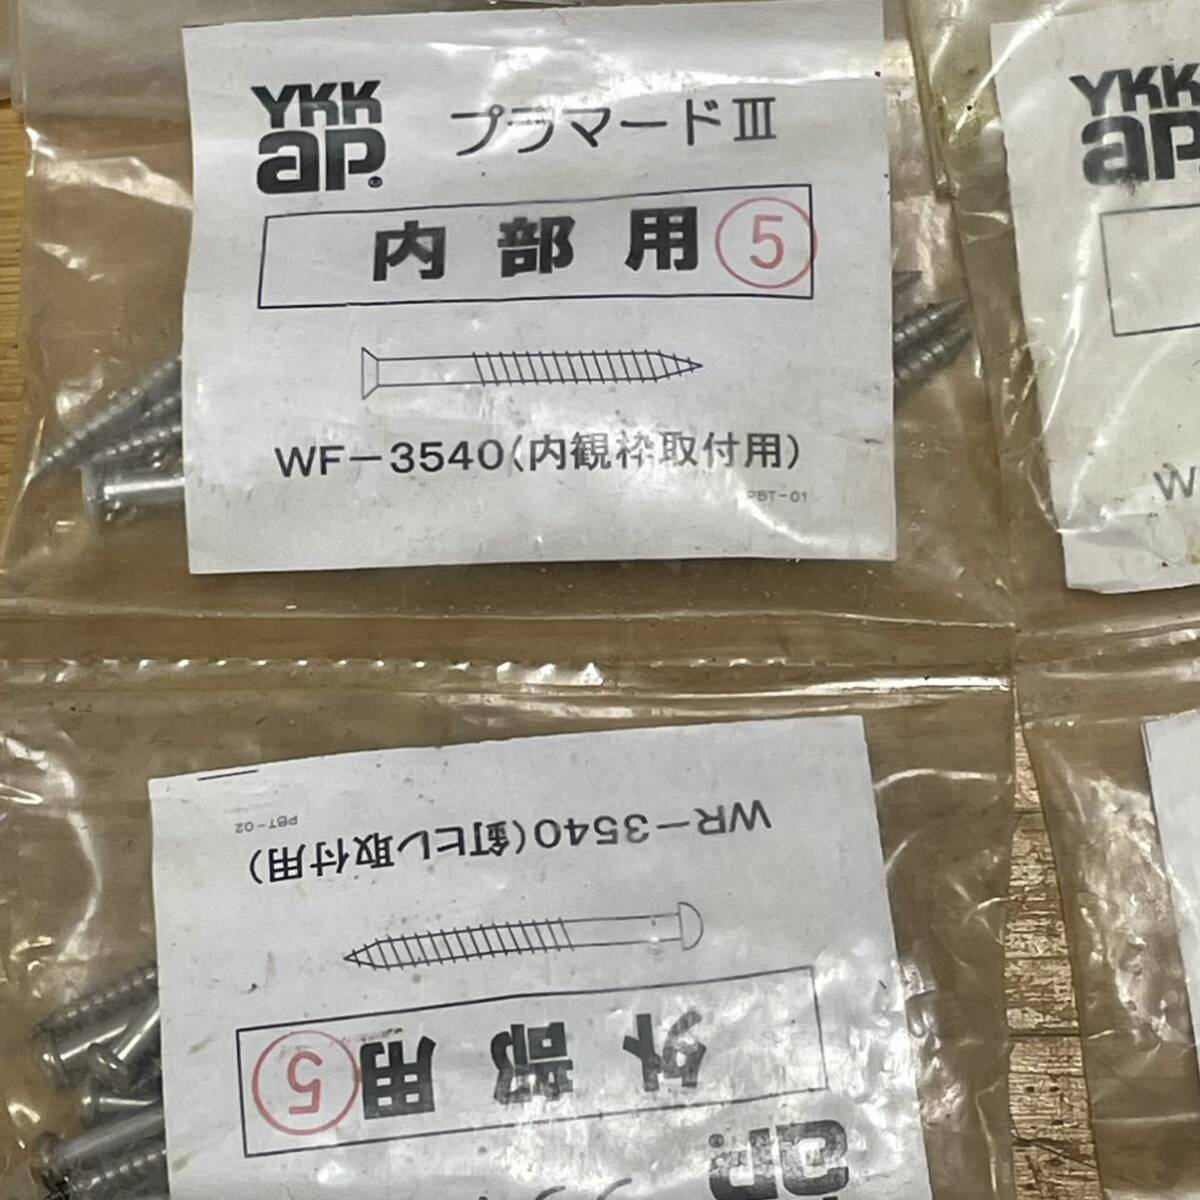 YKK
ap®
プラマードⅢ
内部用⑤
WF-3540(内観枠取付用)
PBT-01
YKK
ap
W
ap®
外部用⑤
WR-3540(釘ヒレ取付用)
PBT-02